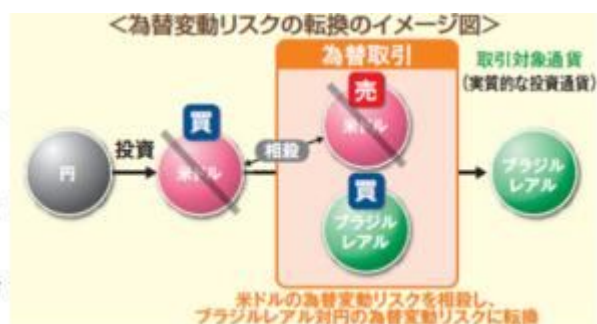 <為替変動リスクの転換のイメージ図>
為替取引
取引対象通貨
(実質的な投資通貨)
売
米ドル
買
投資
相殺
円
米ドル
買
ブラジル
レアル
ブラジル
レアル
米ドルの為替変動リスクを相殺し、
ブラジルレアル対円の為替変動リスクに転換